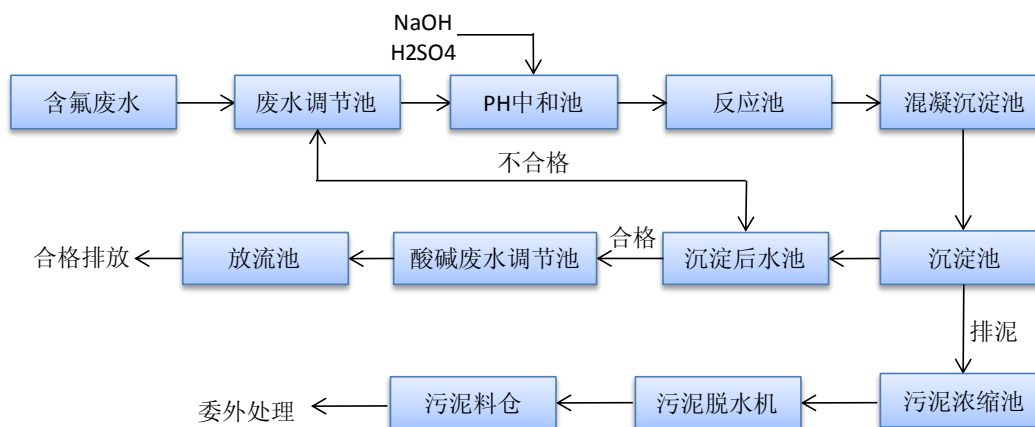 NaOH
H2SO4
含氟废水
废水调节池
PH中和池
反应池
混凝沉淀池
不合格
合格排放
放流池
酸碱废水调节池
合格
沉淀后水池
沉淀池
排泥
委外处理
污泥料仓
污泥脱水机
污泥浓缩池